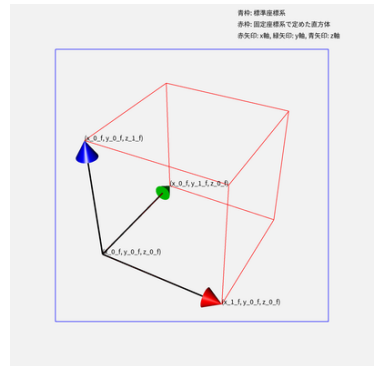 青枠: 標準座標系
赤枠: 固定座標系で定めた直方体
赤矢印: x軸, 緑矢印: y軸, 青矢印: z軸
(x_0_f, y_0_f, z_1_f)
(x_0_f, y_1_f, z_0_f)
(x_0_f, y_0_f, z_0_f)
(x_1_f, y_0_f, z_0_f)